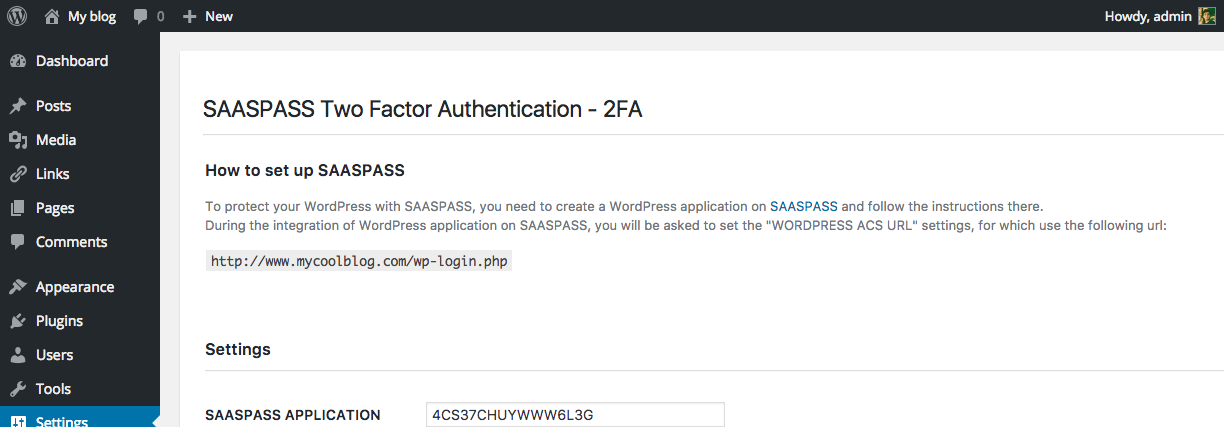 My blog 0 New Howdy, admin
Dashboard
Posts
Media
Links
Pages
Comments
Appearance
Plugins
Users
Tools
Settings
SAASPASS Two Factor Authentication - 2FA
How to set up SAASPASS
To protect your WordPress with SAASPASS, you need to create a WordPress application on SAASPASS and follow the instructions there.
During the integration of WordPress application on SAASPASS, you will be asked to set the "WORDPRESS ACS URL" settings, for which use the following url:
http://www.mycoolblog.com/wp-login.php
Settings
SAASPASS APPLICATION 4CS37CHUYWWW6L3G